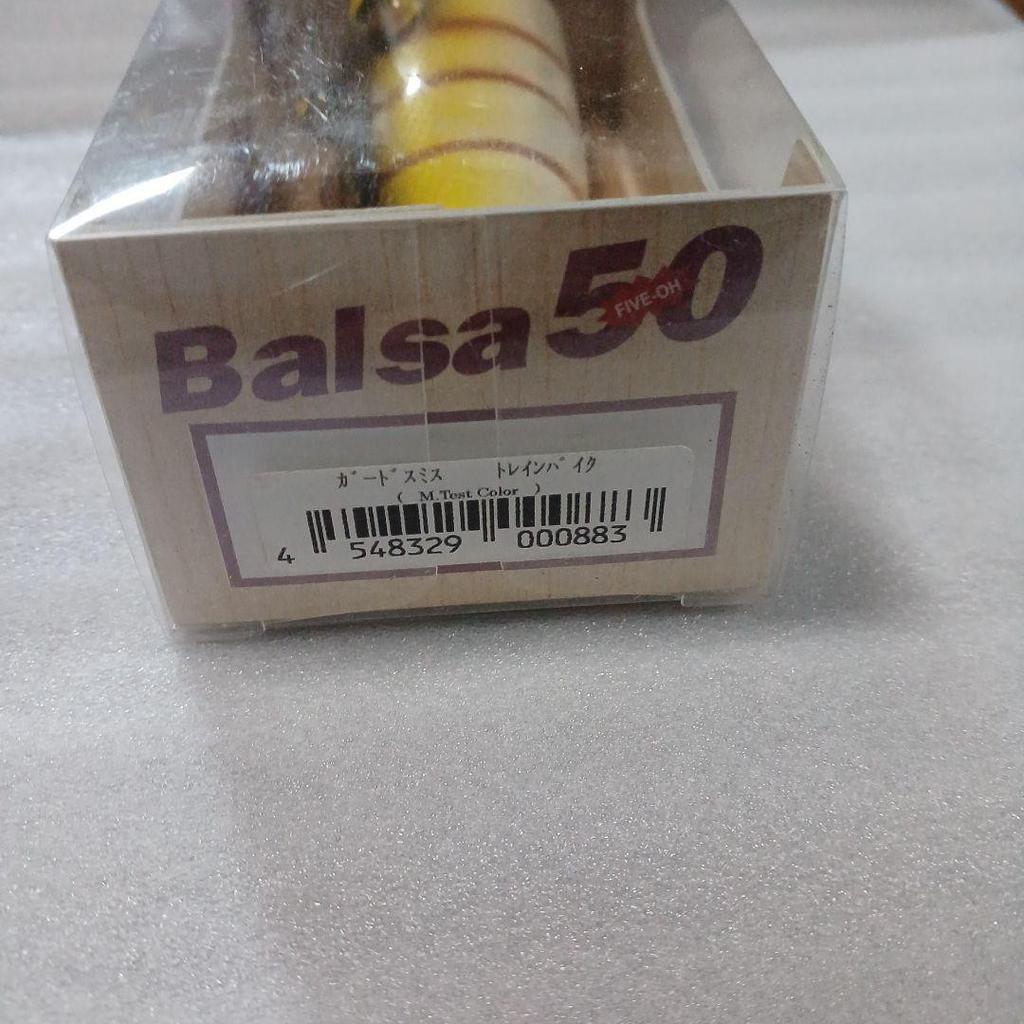 Balsa50
FIVE-OH
ｶﾞｰﾄﾞｽﾐｽ ﾄﾚｲﾝﾊﾞｲｸ
( M.Test Color )
4 548329 000883